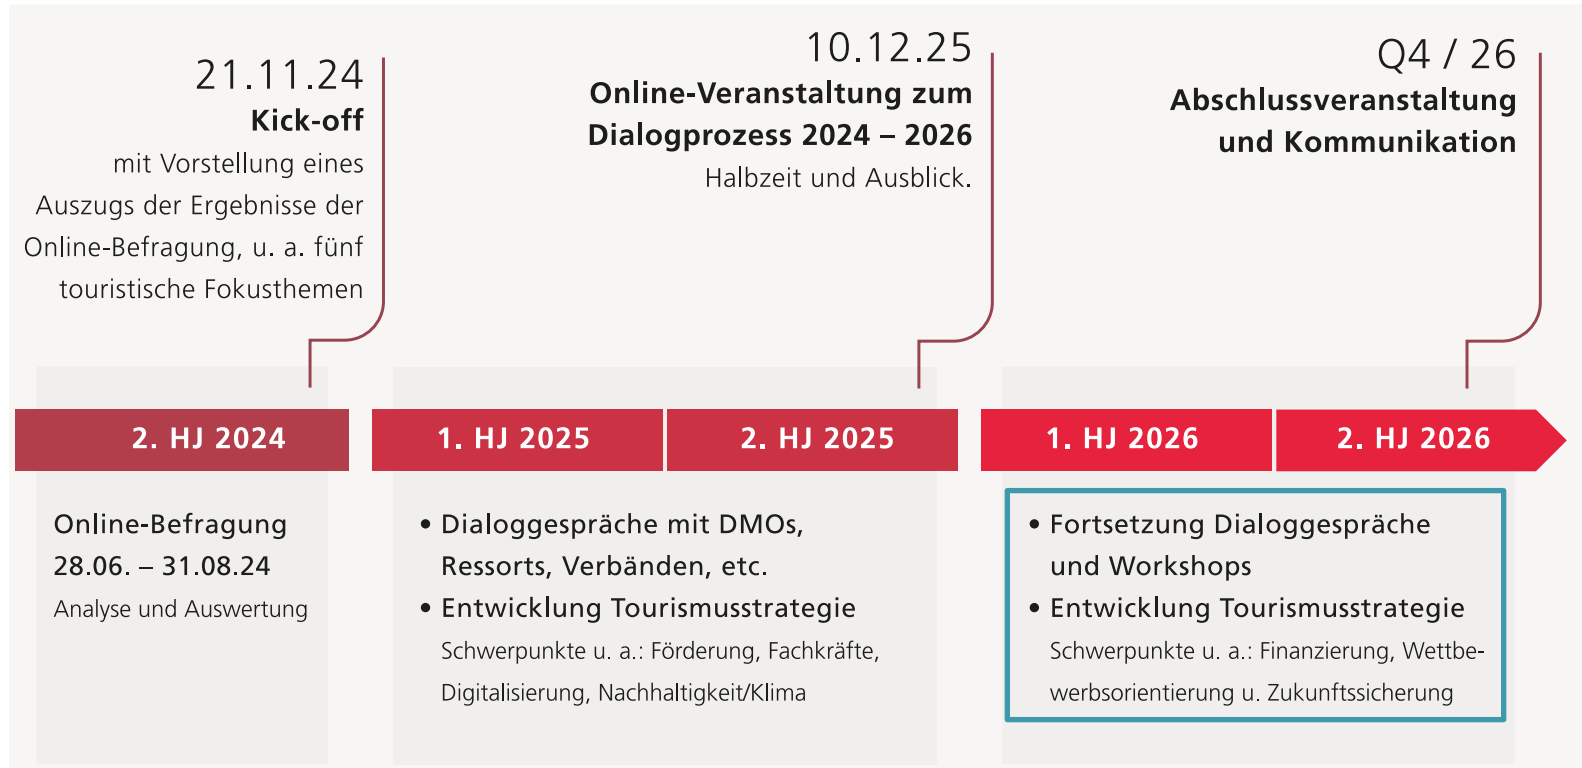 21.11.24
Kick-off
mit Vorstellung eines
Auszugs der Ergebnisse der
Online-Befragung, u. a. fünf
touristische Fokusthemen
10.12.25
Online-Veranstaltung zum
Dialogprozess 2024 – 2026
Halbzeit und Ausblick.
Q4 / 26
Abschlussveranstaltung
und Kommunikation
2. HJ 2024
1. HJ 2025
2. HJ 2025
1. HJ 2026
2. HJ 2026
Online-Befragung
28.06. – 31.08.24
Analyse und Auswertung
• Dialoggespräche mit DMOs,
Ressorts, Verbänden, etc.
• Entwicklung Tourismusstrategie
Schwerpunkte u. a.: Förderung, Fachkräfte,
Digitalisierung, Nachhaltigkeit/Klima
• Fortsetzung Dialoggespräche
und Workshops
• Entwicklung Tourismusstrategie
Schwerpunkte u. a.: Finanzierung, Wettbe-
werbsorientierung u. Zukunftssicherung